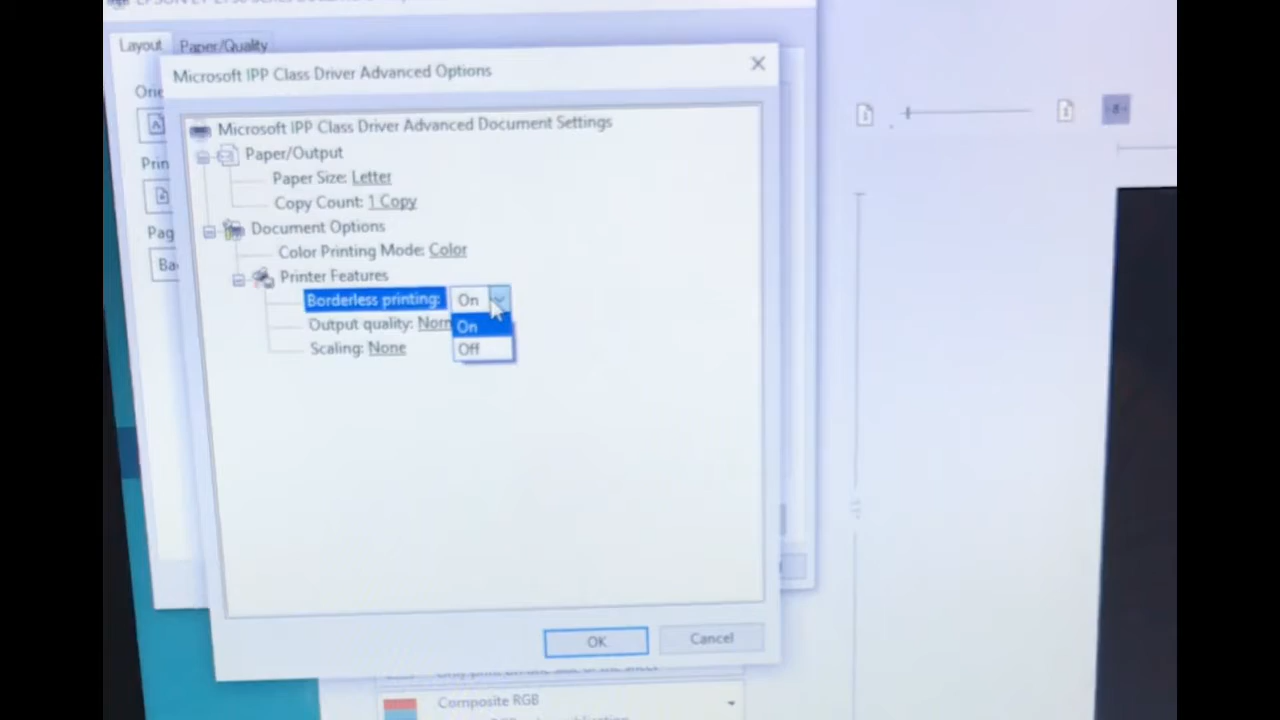 Layout
Paper/Quality
Microsoft IPP Class Driver Advanced Options
Microsoft IPP Class Driver Advanced Document Settings
Paper/Output
Paper Size: Letter
Copy Count: 1 Copy
Document Options
Color Printing Mode: Color
Printer Features
Borderless printing: On
Output quality: Norm
On
Scaling: None
Off
OK
Cancel
Composite RGB